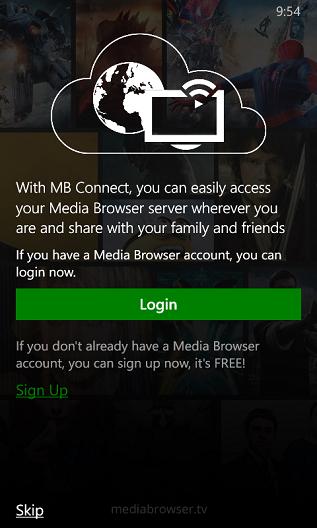 9:54
With MB Connect, you can easily access
your Media Browser server wherever you
are and share with your family and friends
If you have a Media Browser account, you can
login now.
Login
If you don't already have a Media Browser
account, you can sign up now, it's FREE!
Sign Up
Skip
mediabrowser.tv